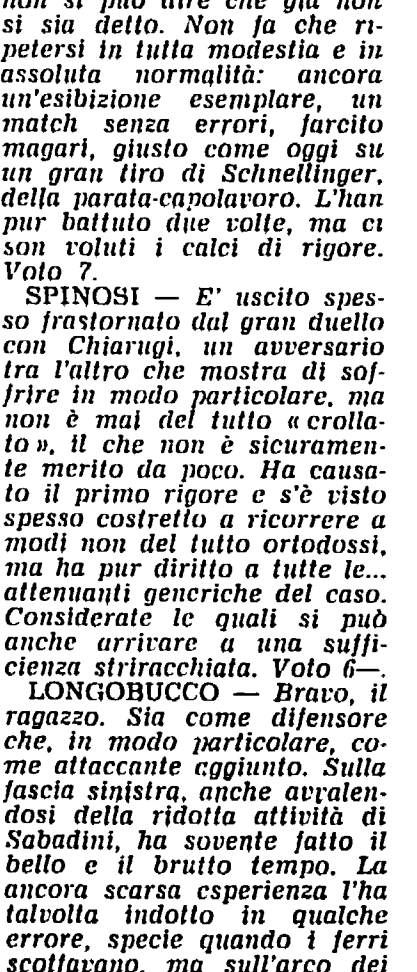 non si può dire che già non
si sia detto. Non fa che ri-
petersi in tutta modestia e in
assoluta normalità: ancora
un'esibizione esemplare, un
match senza errori, farcito
magari, giusto come oggi su
un gran tiro di Schnellinger,
della parata-capolavoro. L'han
pur battuto due volte, ma ci
son voluti i calci di rigore.
Voto 7.
SPINOSI — E' uscito spes-
so frastornato dal gran duello
con Chiarugi, un avversario
tra l'altro che mostra di sof-
frire in modo particolare, ma
non è mai del tutto « crolla-
to », il che non è sicuramen-
te merito da poco. Ha causa-
to il primo rigore e s'è visto
spesso costretto a ricorrere a
modi non del tutto ortodossi,
ma ha pur diritto a tutte le...
attenuanti generiche del caso.
Considerate le quali si può
anche arrivare a una suffi-
cienza striracchiata. Voto 6—.
LONGOBUCCO — Bravo, il
ragazzo. Sia come difensore
che, in modo particolare, co-
me attaccante aggiunto. Sulla
fascia sinistra, anche avvalen-
dosi della ridotta attività di
Sabadini, ha sovente fatto il
bello e il brutto tempo. La
ancora scarsa esperienza l'ha
talvolta indotto in qualche
errore, specie quando i ferri
scottavano, ma sull'arco dei